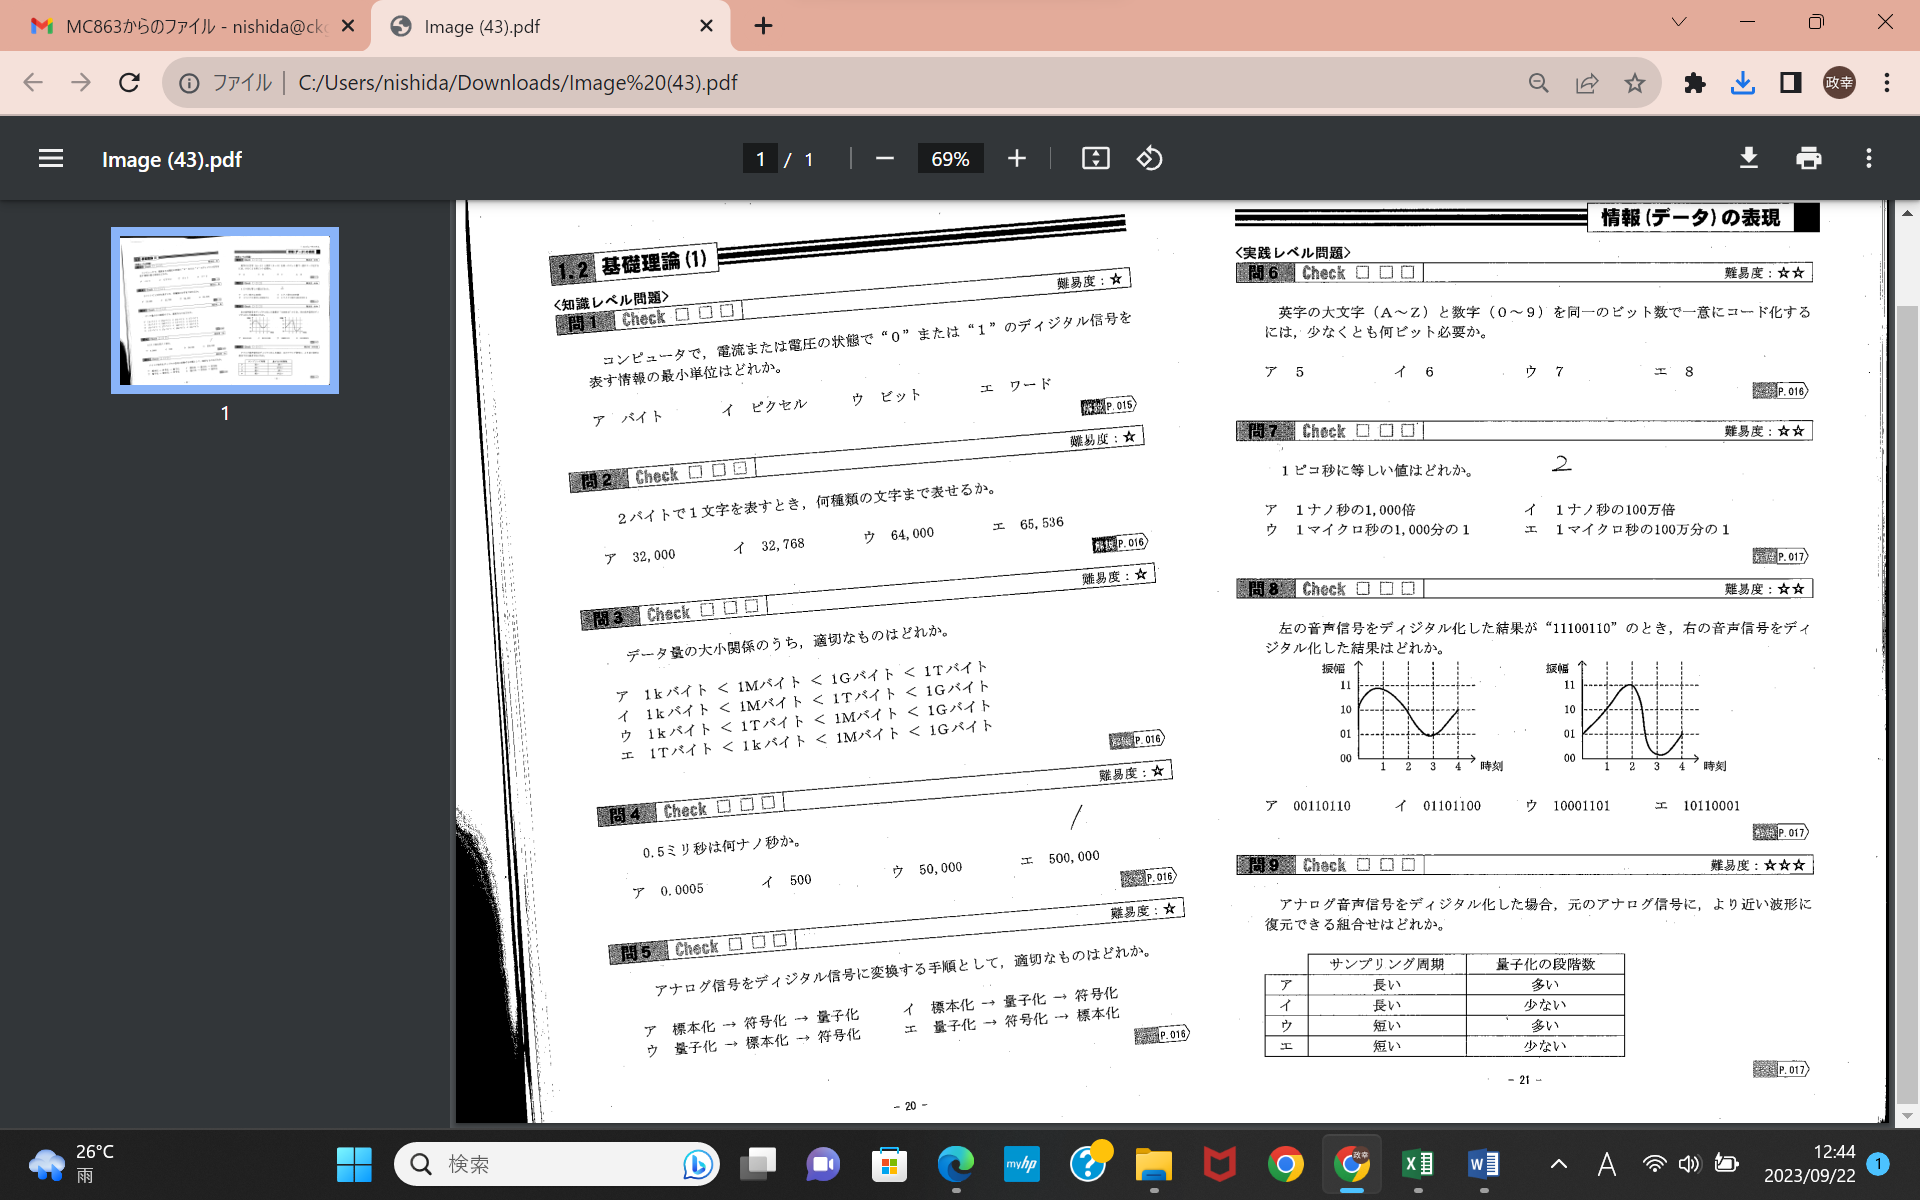 MC863からのファイル - nishida@ck
Image (43).pdf
ファイル
C:/Users/nishida/Downloads/Image%20(43).pdf
政幸
Image (43).pdf
1 / 1
69%
1
1.2 基礎理論(1)
<知識レベル問題>
問1 Check 難易度:☆
コンピュータで,電流または電圧の状態で“0”または“1”のディジタル信号を
表す情報の最小単位はどれか。
ア バイト イ ピクセル ウ ビット エ ワード
解説 P.015
問2 Check 難易度:☆
2バイトで1文字を表すとき,何種類の文字まで表せるか。
ア 32,000 イ 32,768 ウ 64,000 エ 65,536
解説 P.016
問3 Check 難易度:☆
データ量の大小関係のうち,適切なものはどれか。
ア 1kバイト < 1Mバイト < 1Gバイト < 1Tバイト
イ 1kバイト < 1Mバイト < 1Tバイト < 1Gバイト
ウ 1kバイト < 1Tバイト < 1Mバイト < 1Gバイト
エ 1Tバイト < 1kバイト < 1Mバイト < 1Gバイト
P.016
問4 Check 難易度:☆
0.5ミリ秒は何ナノ秒か。
ア 0.0005 イ 500 ウ 50,000 エ 500,000
P.016
問5 Check 難易度:☆
アナログ信号をディジタル信号に変換する手順として,適切なものはどれか。
ア 標本化 → 符号化 → 量子化 イ 標本化 → 量子化 → 符号化
ウ 量子化 → 標本化 → 符号化 エ 量子化 → 符号化 → 標本化
P.016
- 20 -
情報(データ)の表現
<実践レベル問題>
問6 Check 難易度:☆☆
英字の大文字(A～Z)と数字(0～9)を同一のビット数で一意にコード化する
には,少なくとも何ビット必要か。
ア 5 イ 6 ウ 7 エ 8
P.016
問7 Check 難易度:☆☆
1ピコ秒に等しい値はどれか。 2
ア 1ナノ秒の1,000倍 イ 1ナノ秒の100万倍
ウ 1マイクロ秒の1,000分の1 エ 1マイクロ秒の100万分の1
P.017
問8 Check 難易度:☆☆
左の音声信号をディジタル化した結果が“11100110”のとき,右の音声信号をディ
ジタル化した結果はどれか。
振幅 11 10 01 00 1 2 3 4 時刻
振幅 11 10 01 00 1 2 3 4 時刻
ア 00110110 イ 01101100 ウ 10001101 エ 10110001
P.017
問9 Check 難易度:☆☆☆
アナログ音声信号をディジタル化した場合,元のアナログ信号に,より近い波形に
復元できる組合せはどれか。
サンプリング周期 量子化の段階数
ア 長い 多い
イ 長い 少ない
ウ 短い 多い
エ 短い 少ない
P.017
- 21 -
26°C
雨
検索
myhp
政幸
A
12:44
2023/09/22
1